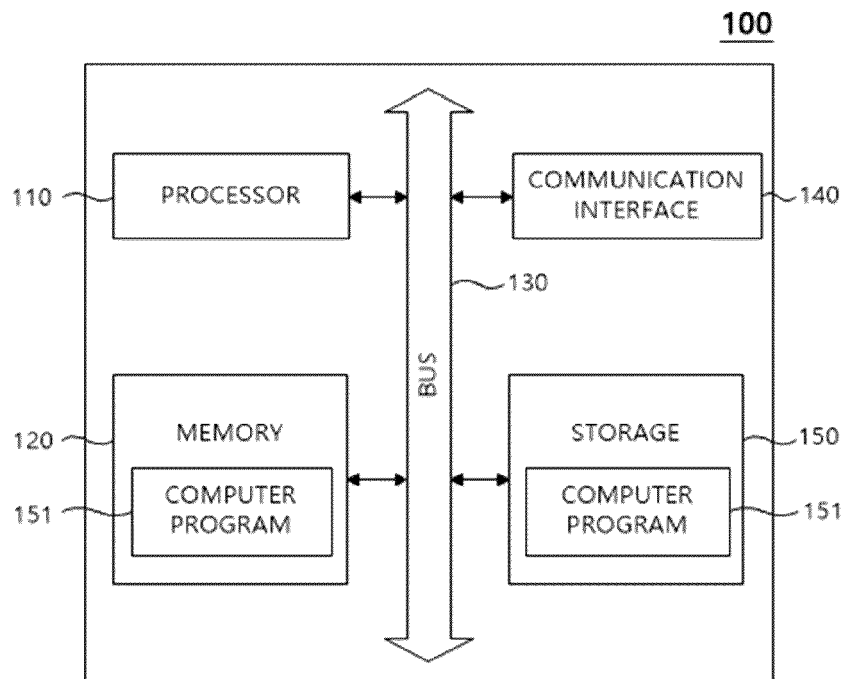 100
110
PROCESSOR
COMMUNICATION
INTERFACE
140
130
BUS
120
MEMORY
STORAGE
150
151
COMPUTER
PROGRAM
COMPUTER
PROGRAM
151